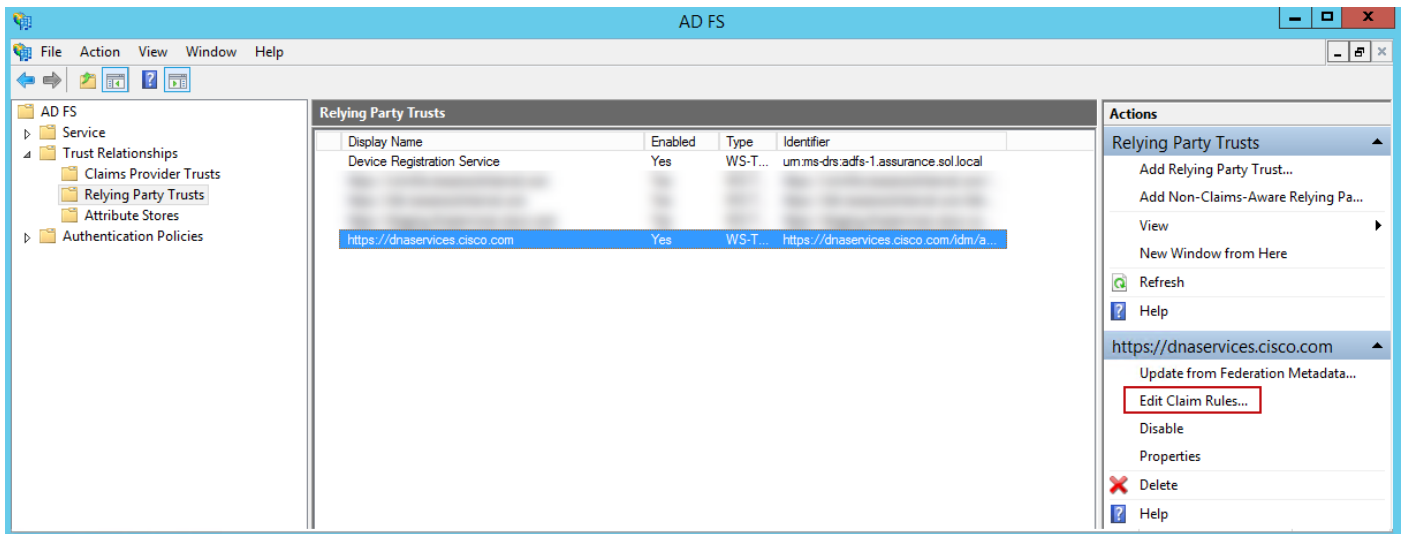 AD FS
File Action View Window Help
AD FS
Service
Trust Relationships
Claims Provider Trusts
Relying Party Trusts
Attribute Stores
Authentication Policies
Relying Party Trusts
Display Name Enabled Type Identifier
Device Registration Service Yes WS-T... urn:ms-drs:adfs-1.assurance.sol.local
https://dnaservices.cisco.com Yes WS-T... https://dnaservices.cisco.com/idm/a...
Actions
Relying Party Trusts
Add Relying Party Trust...
Add Non-Claims-Aware Relying Pa...
View
New Window from Here
Refresh
Help
https://dnaservices.cisco.com
Update from Federation Metadata...
Edit Claim Rules...
Disable
Properties
Delete
Help